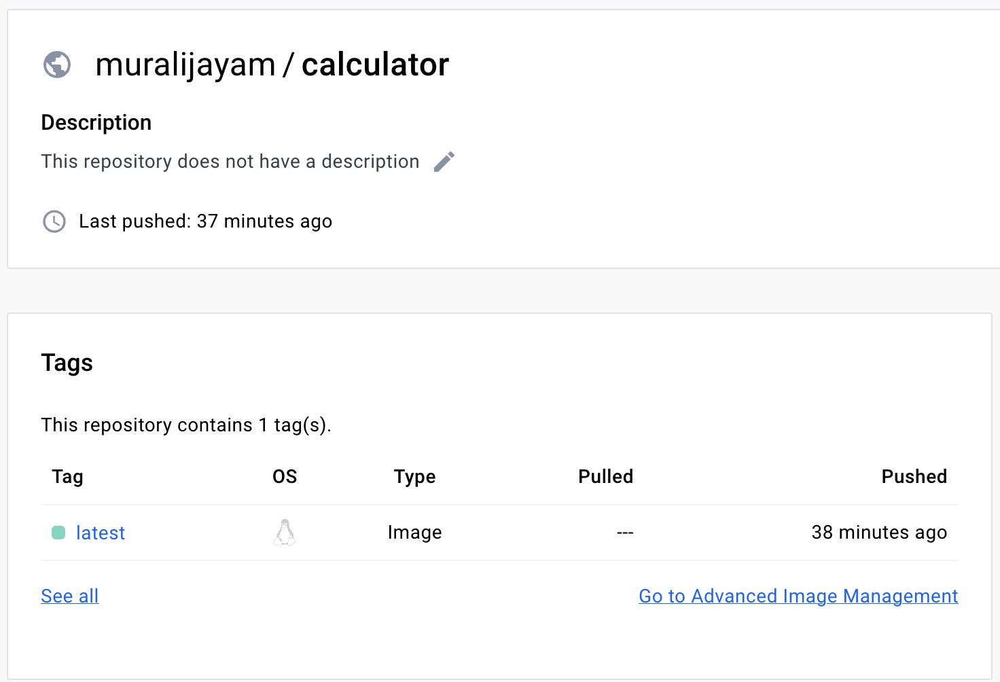 muralijayam / calculator
Description
This repository does not have a description
Last pushed: 37 minutes ago
Tags
This repository contains 1 tag(s).
Tag OS Type Pulled Pushed
latest Image --- 38 minutes ago
See all Go to Advanced Image Management